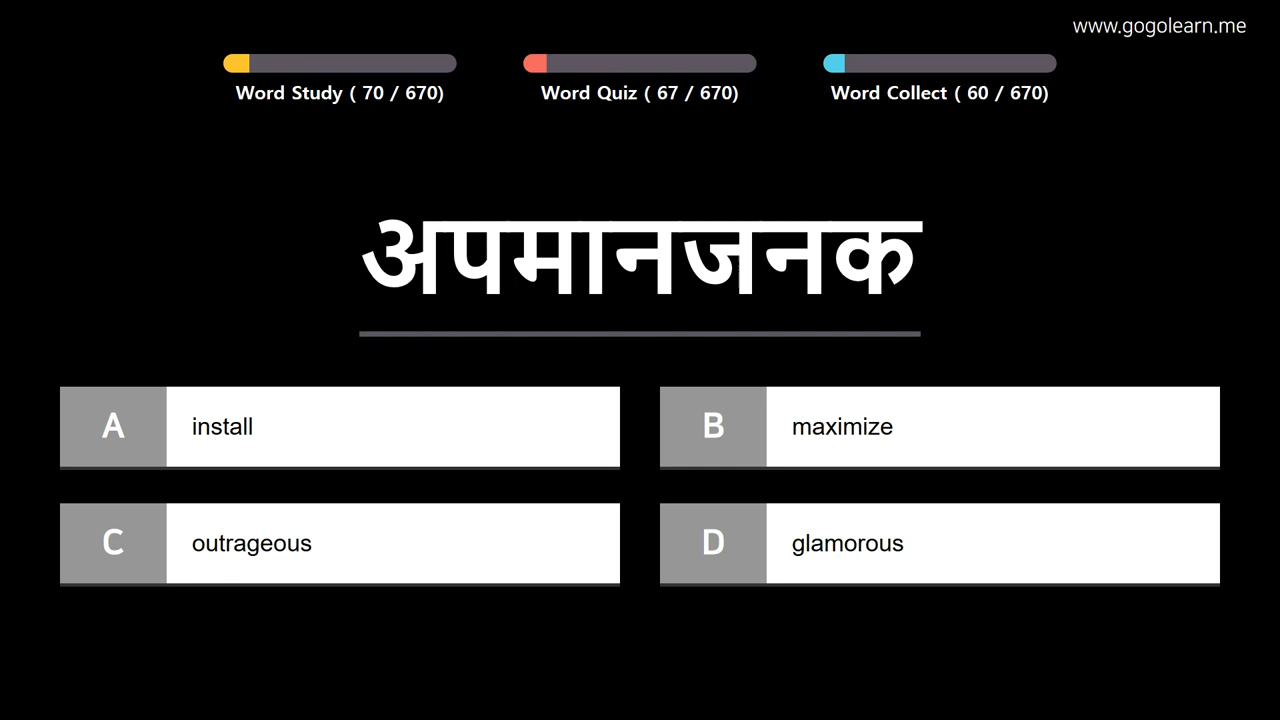 www.gogolearn.me
Word Study ( 70 / 670) Word Quiz ( 67 / 670) Word Collect ( 60 / 670)
अपमानजनक
A install
B maximize
C outrageous
D glamorous